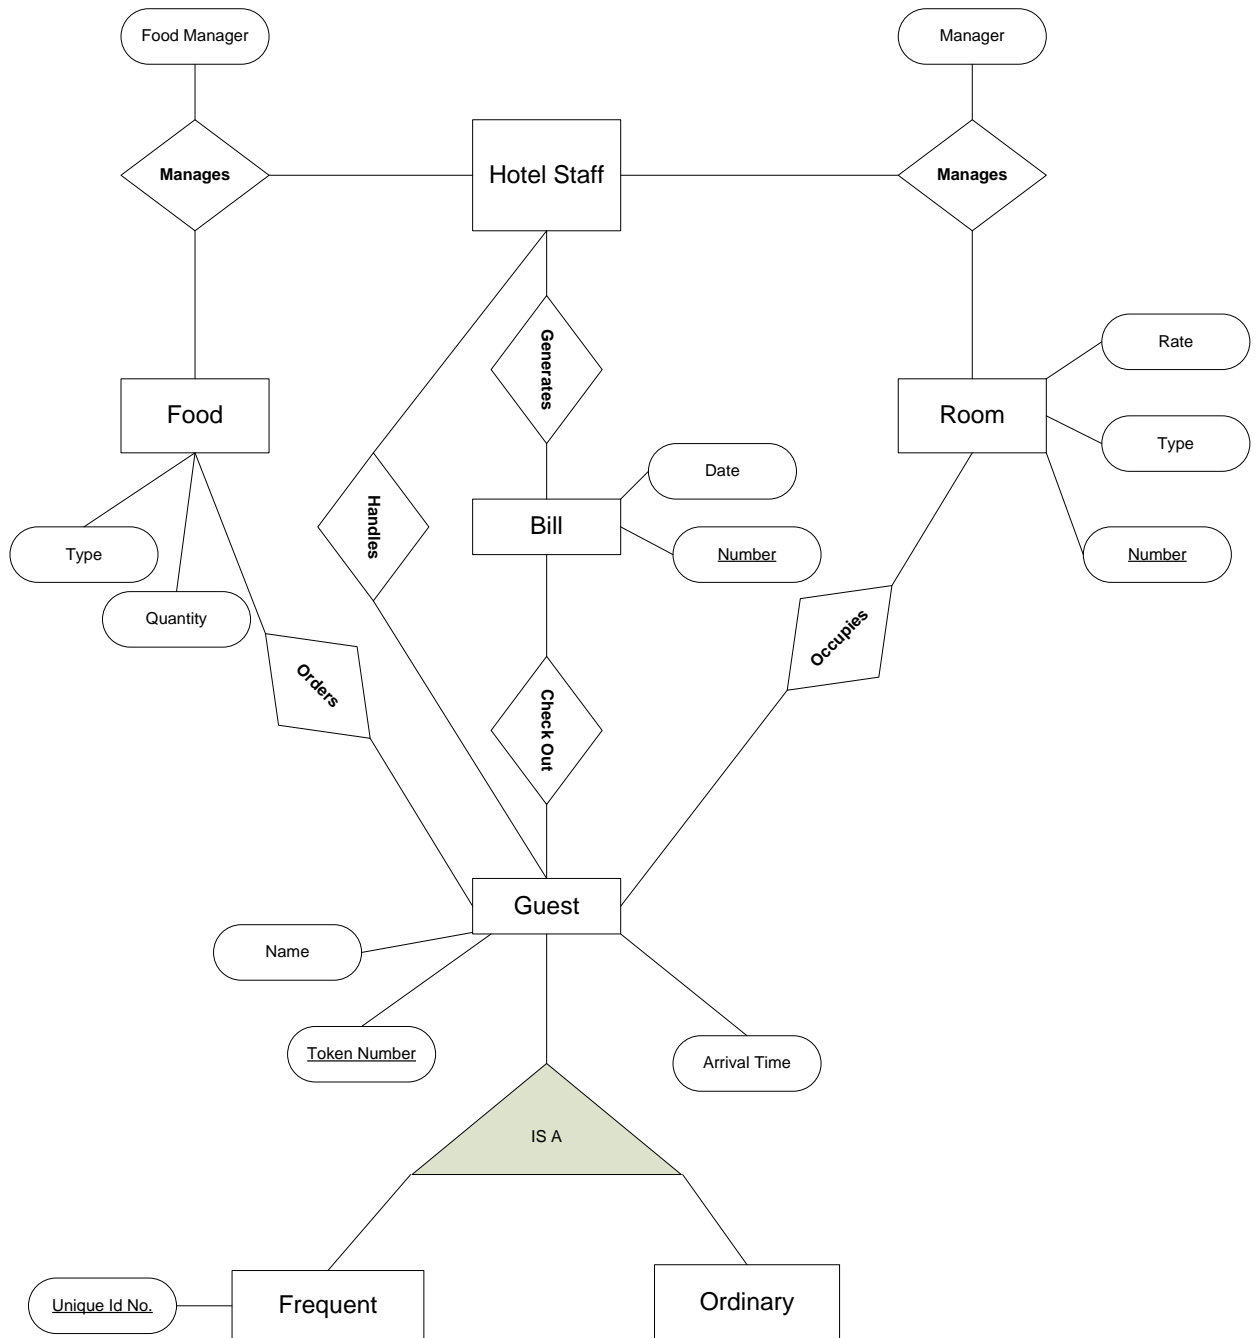 Food Manager
Manager
Manages
Hotel Staff
Manages
Generates
Rate
Food
Room
Type
Date
Handles
Bill
Type
Number
Number
Quantity
Occupies
Orders
Check Out
Guest
Name
Token Number
Arrival Time
IS A
Frequent
Ordinary
Unique Id No.